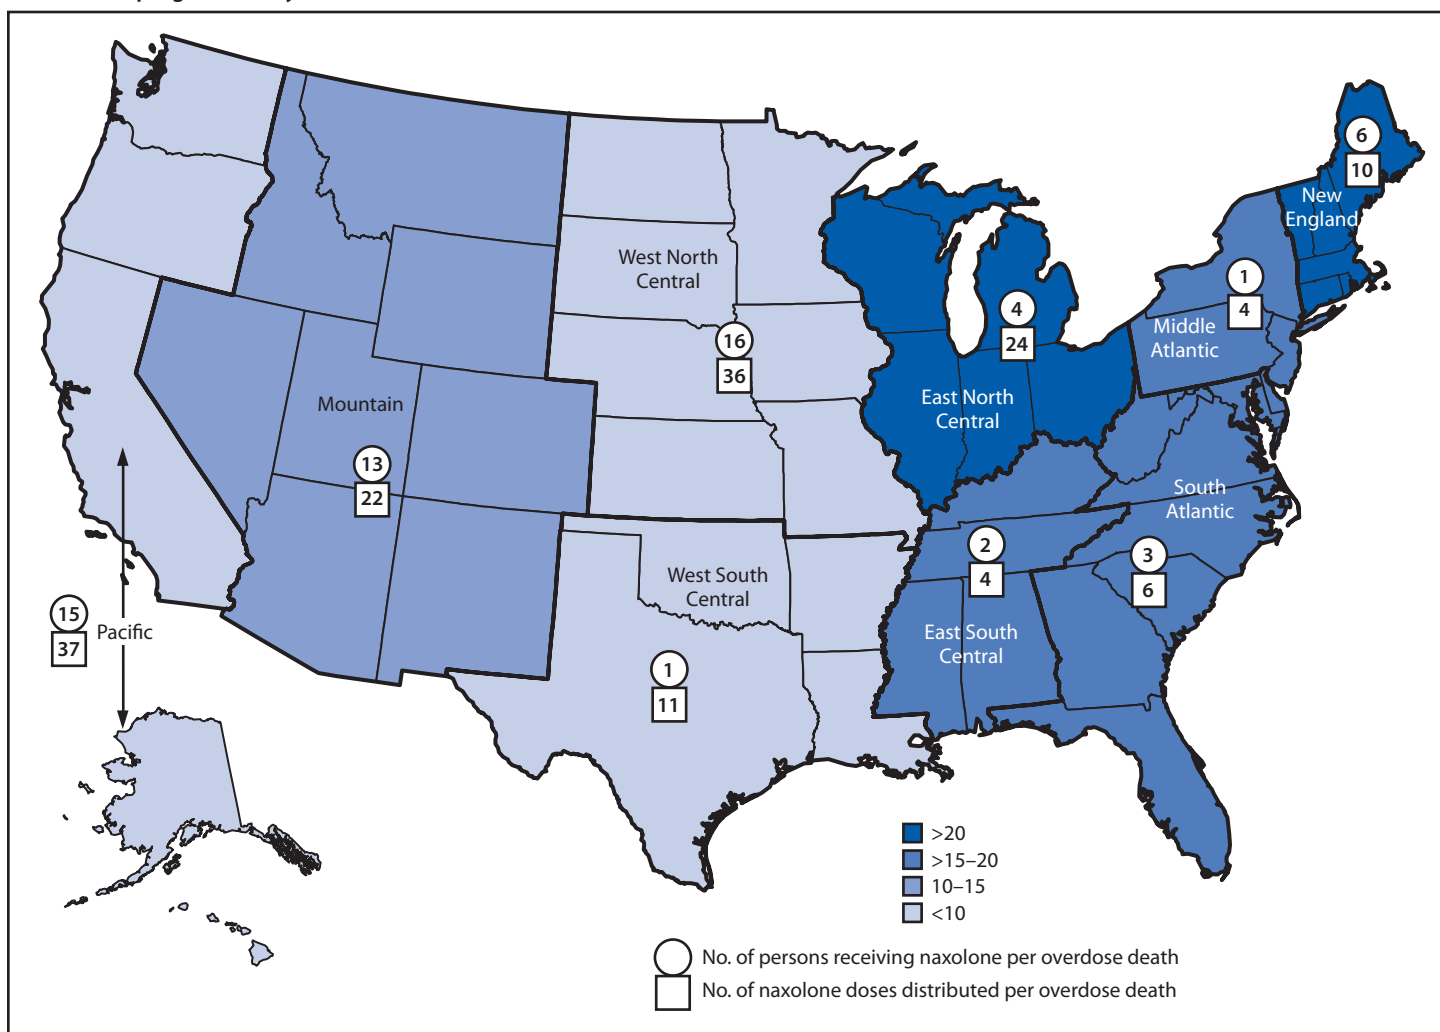 6
10
New
England
1
4
Middle
Atlantic
West North
Central
4
24
16
36
East North
Central
Mountain
13
22
South
Atlantic
2
4
3
6
West South
Central
15
37
Pacific
East South
Central
1
11
>20
>15–20
10–15
<10
No. of persons receiving naxolone per overdose death
No. of naxolone doses distributed per overdose death